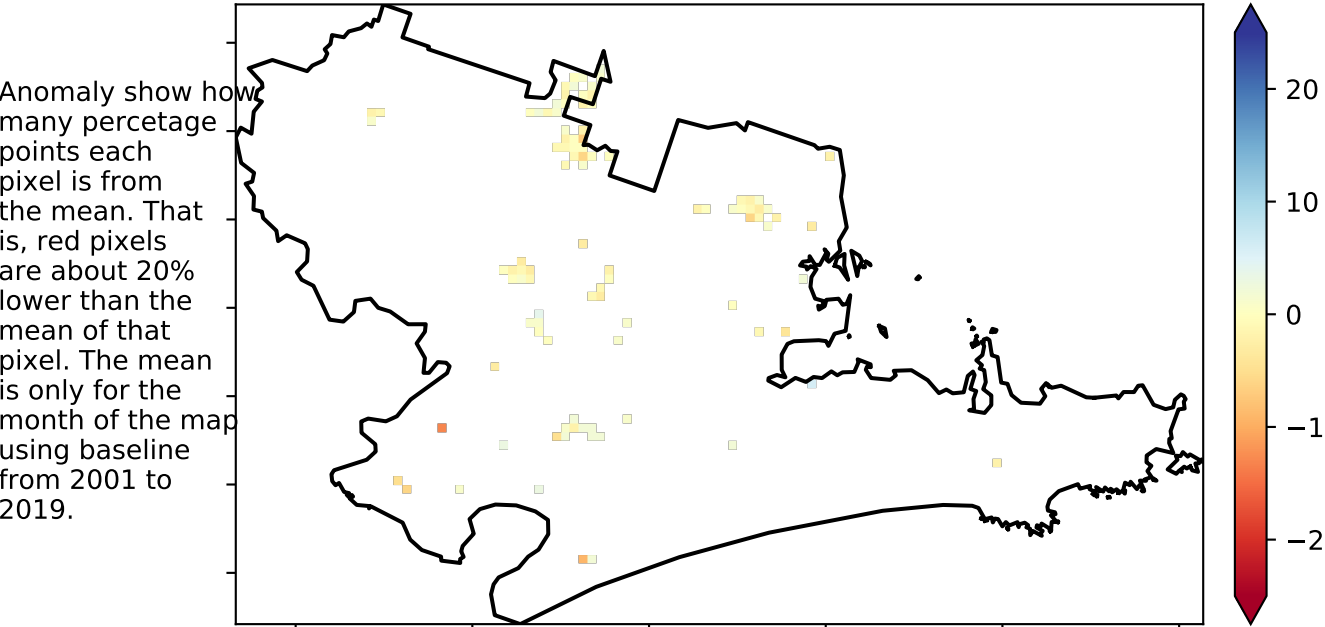 Anomaly show how
many percetage
points each
pixel is from
the mean. That
is, red pixels
are about 20%
lower than the
mean of that
pixel. The mean
is only for the
month of the map
using baseline
from 2001 to
2019.
20
10
0
−1
−2